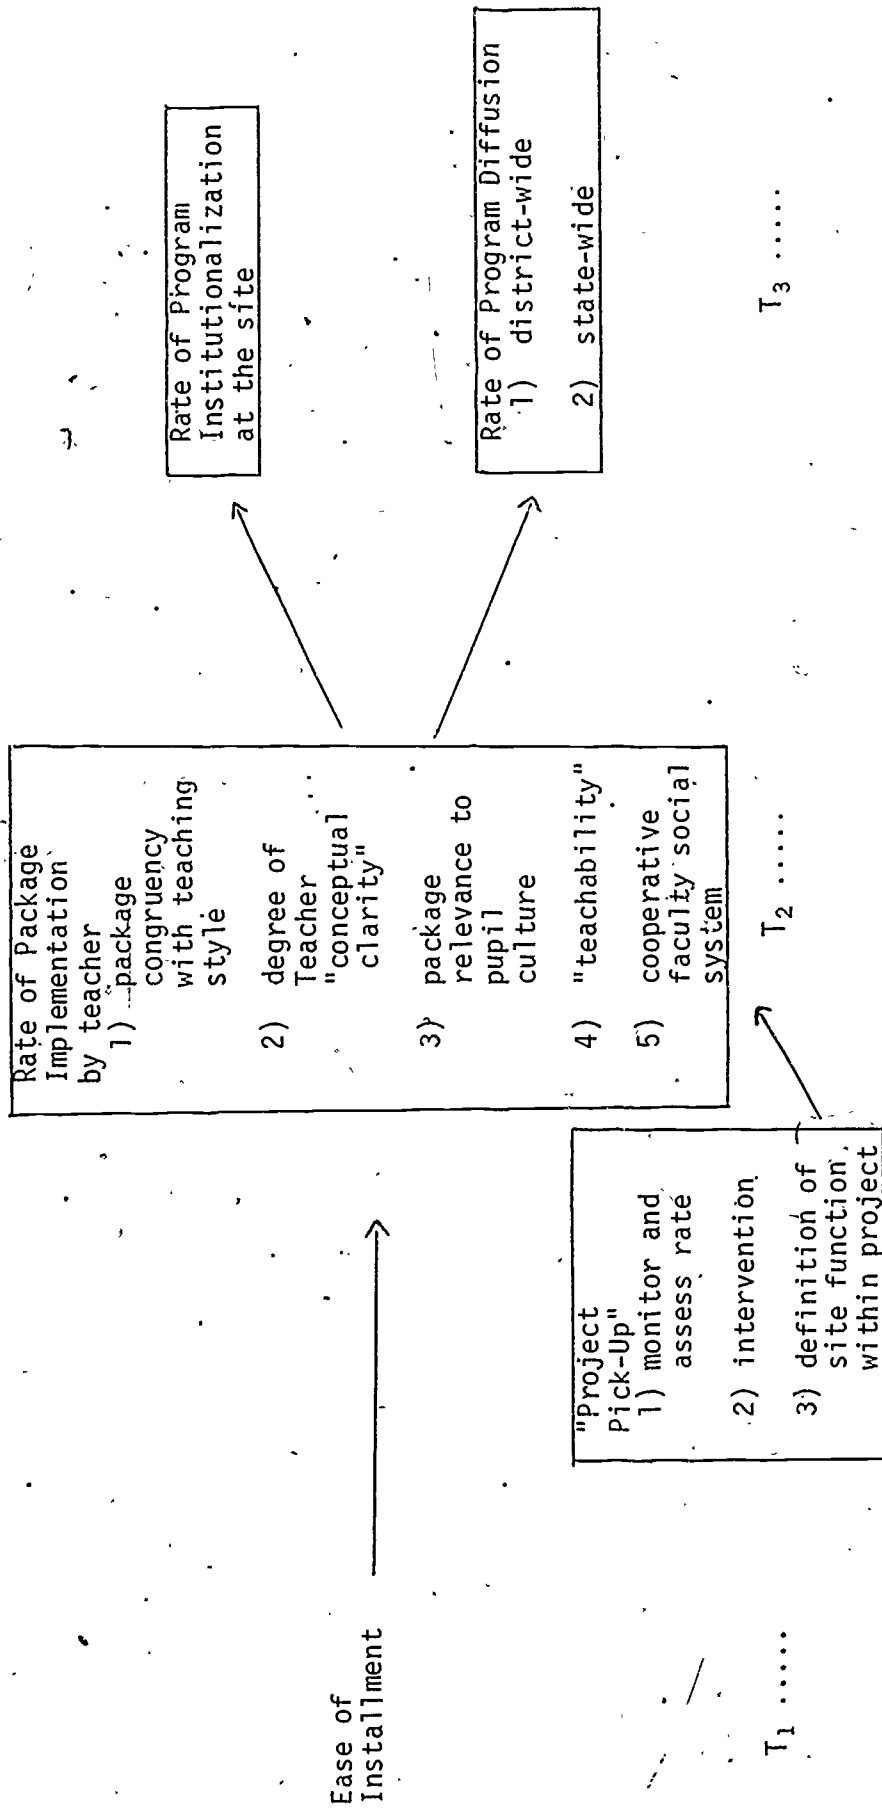 Ease of
Installment
"Project
Pick-Up"
1) monitor and
assess rate
2) intervention
3) definition of
site function
within project
Rate of Package
Implementation
by teacher
1) package
congruency
with teaching
style
2) degree of
Teacher
"conceptual
clarity"
3) package
relevance to
pupil
culture
4) "teachability"
5) cooperative
faculty social
system
Rate of Program
Institutionalization
at the site
Rate of Program Diffusion
1) district-wide
2) state-wide
T1 .....
T2 .....
T3 .....